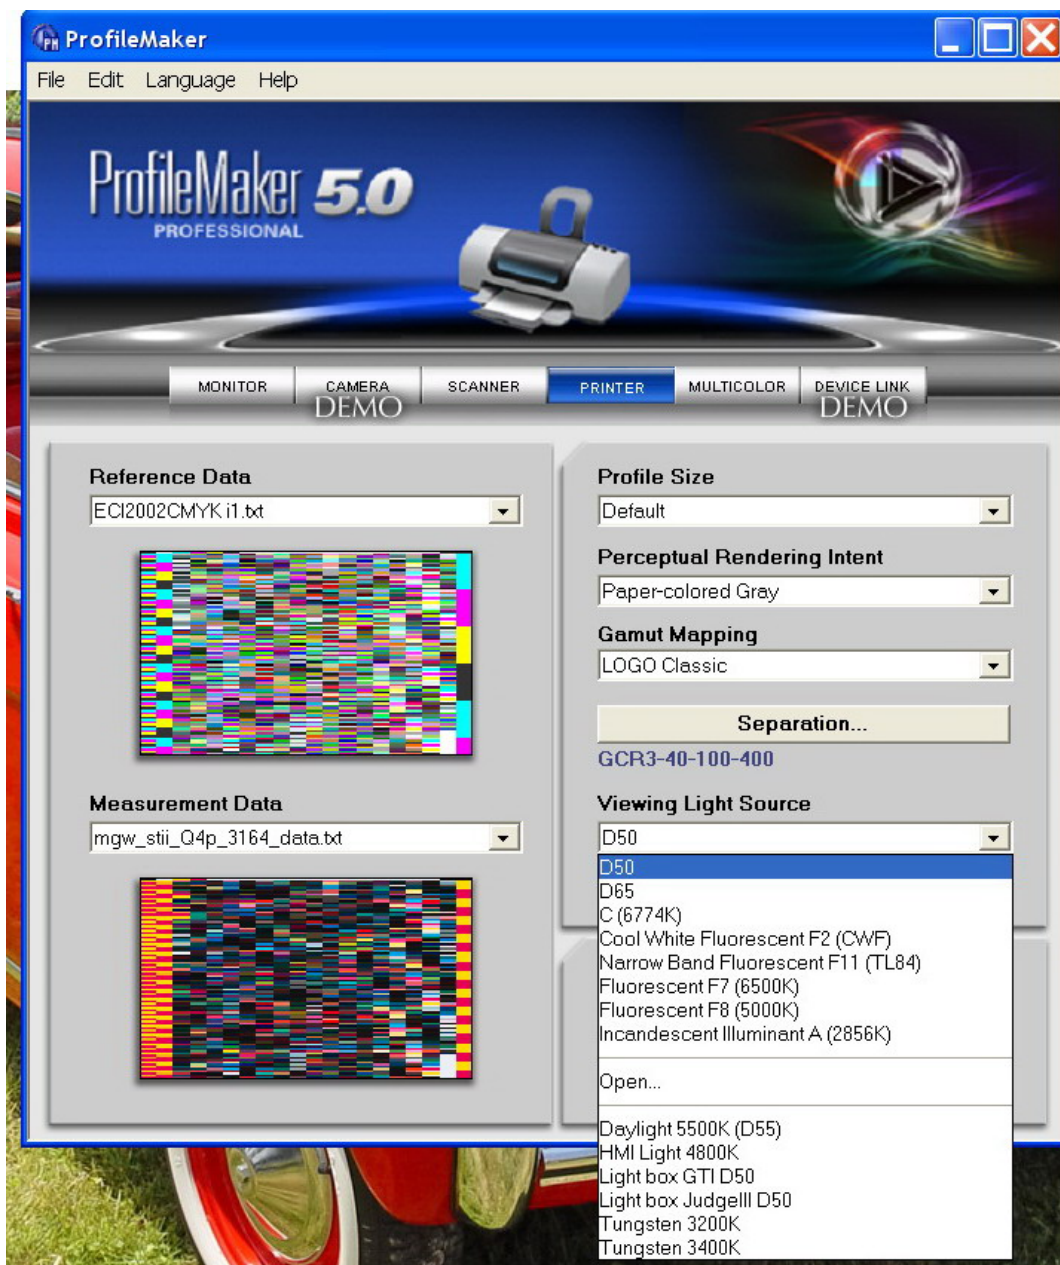 ProfileMaker
File Edit Language Help
ProfileMaker 5.0
PROFESSIONAL
MONITOR CAMERA SCANNER PRINTER MULTICOLOR DEVICE LINK
DEMO DEMO
Reference Data
ECI2002CMYK i1.txt
Measurement Data
mgw_stii_Q4p_3164_data.txt
Profile Size
Default
Perceptual Rendering Intent
Paper-colored Gray
Gamut Mapping
LOGO Classic
Separation...
GCR3-40-100-400
Viewing Light Source
D50
D50
D65
C (6774K)
Cool White Fluorescent F2 (CWF)
Narrow Band Fluorescent F11 (TL84)
Fluorescent F7 (6500K)
Fluorescent F8 (5000K)
Incandescent Illuminant A (2856K)
Open...
Daylight 5500K (D55)
HMI Light 4800K
Light box GTI D50
Light box JudgeIII D50
Tungsten 3200K
Tungsten 3400K